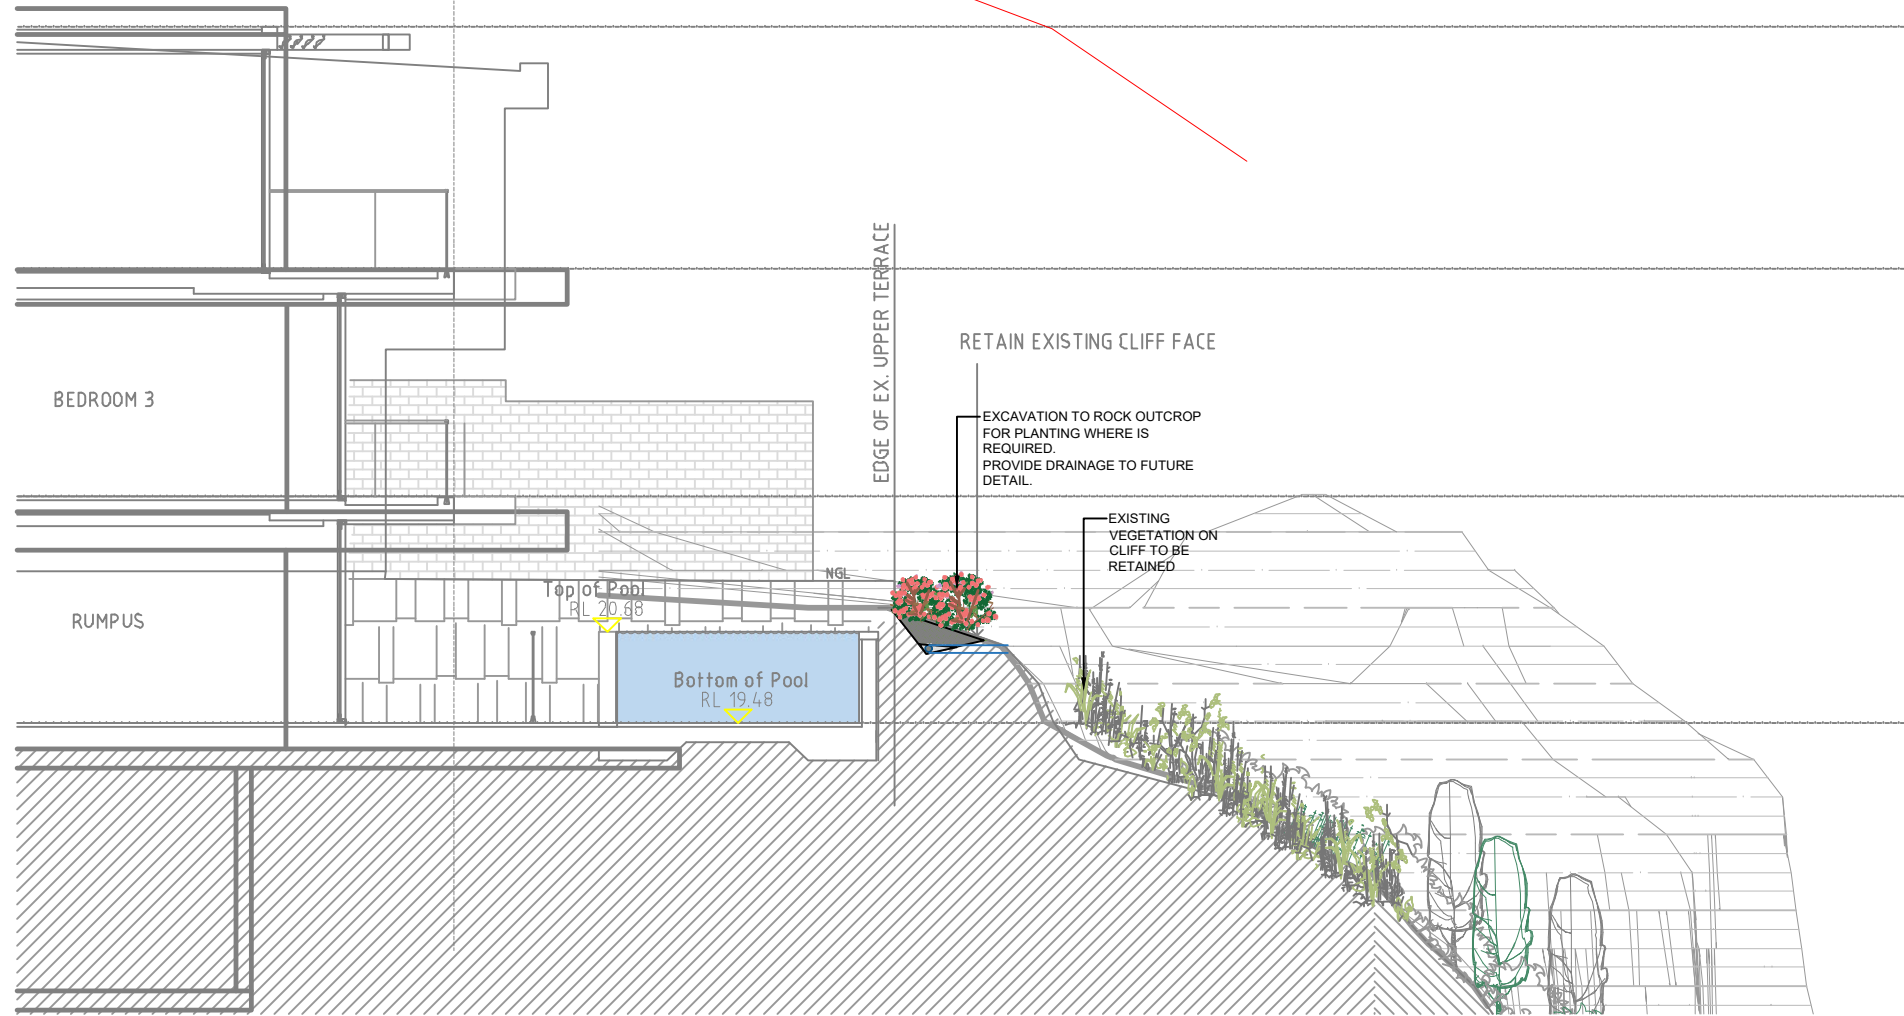 EDGE OF EX. UPPER TERRACE
RETAIN EXISTING CLIFF FACE
BEDROOM 3
EXCAVATION TO ROCK OUTCROP
FOR PLANTING WHERE IS
REQUIRED.
PROVIDE DRAINAGE TO FUTURE
DETAIL.
EXISTING
VEGETATION ON
CLIFF TO BE
RETAINED
NGL
Top of Pool
RL 20.68
RUMPUS
Bottom of Pool
RL 19.48